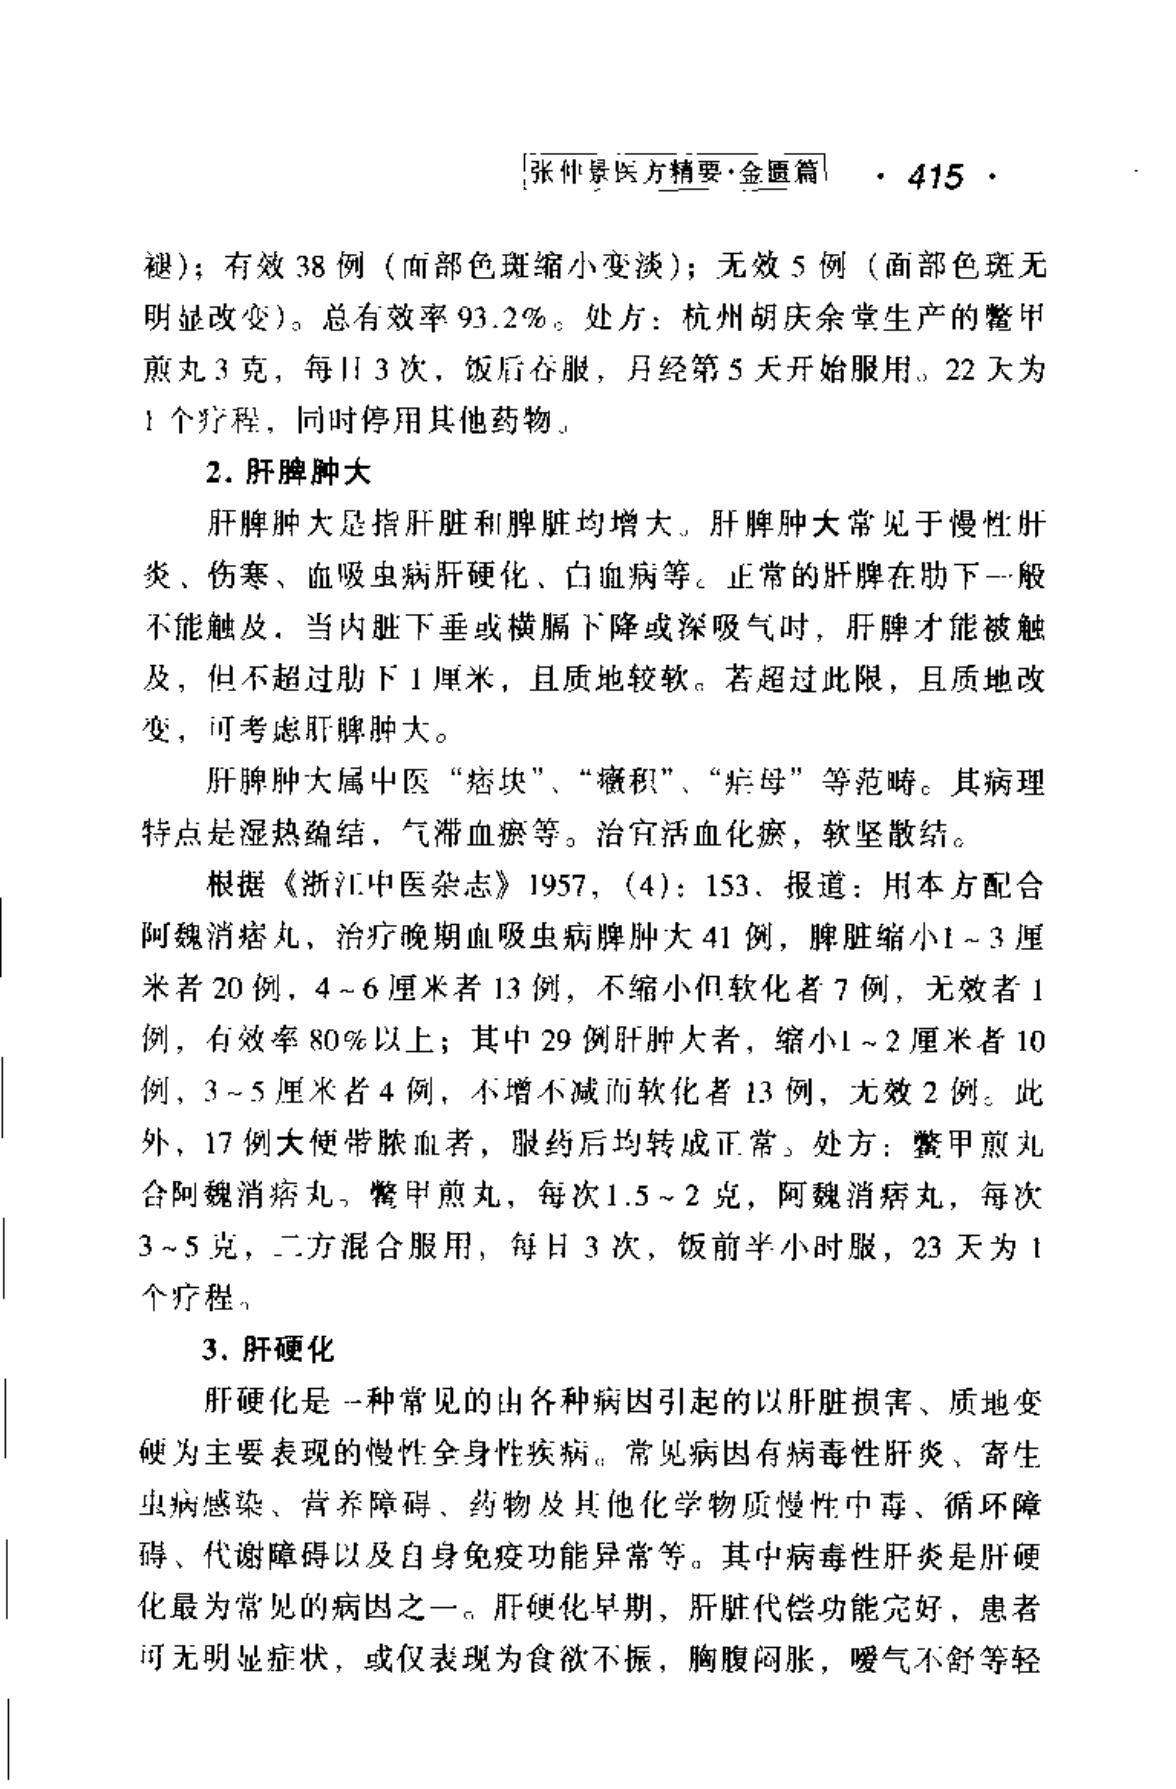 张仲景医方精要·金匮篇 · 415 ·
褪)；有效 38 例（面部色斑缩小变淡）；无效 5 例（面部色斑无
明显改变）。总有效率 93.2%。处方：杭州胡庆余堂生产的鳖甲
煎丸 3 克，每日 3 次，饭后吞服，月经第 5 天开始服用。22 天为
1 个疗程，同时停用其他药物。
2. 肝脾肿大
肝脾肿大是指肝脏和脾脏均增大。肝脾肿大常见于慢性肝
炎、伤寒、血吸虫病肝硬化、白血病等。正常的肝脾在肋下一般
不能触及，当内脏下垂或横膈下降或深吸气时，肝脾才能被触
及，但不超过肋下 1 厘米，且质地较软。若超过此限，且质地改
变，可考虑肝脾肿大。
肝脾肿大属中医“痞块”、“癥积”、“疟母”等范畴。其病理
特点是湿热蕴结，气滞血瘀等。治宜活血化瘀，软坚散结。
根据《浙江中医杂志》1957，(4)：153. 报道：用本方配合
阿魏消痞丸，治疗晚期血吸虫病脾肿大 41 例，脾脏缩小1～3 厘
米者 20 例，4～6 厘米者 13 例，不缩小但软化者 7 例，无效者 1
例，有效率 80%以上；其中 29 例肝肿大者，缩小1～2 厘米者 10
例，3～5 厘米者 4 例，不增不减而软化者 13 例，无效 2 例。此
外，17 例大便带脓血者，服药后均转成正常。处方：鳖甲煎丸
合阿魏消痞丸。鳖甲煎丸，每次1.5～2 克，阿魏消痞丸，每次
3～5 克，二方混合服用，每日 3 次，饭前半小时服，23 天为 1
个疗程。
3. 肝硬化
肝硬化是一种常见的由各种病因引起的以肝脏损害、质地变
硬为主要表现的慢性全身性疾病。常见病因有病毒性肝炎、寄生
虫病感染、营养障碍、药物及其他化学物质慢性中毒、循环障
碍、代谢障碍以及自身免疫功能异常等。其中病毒性肝炎是肝硬
化最为常见的病因之一。肝硬化早期，肝脏代偿功能完好，患者
可无明显症状，或仅表现为食欲不振，胸腹闷胀，嗳气不舒等轻